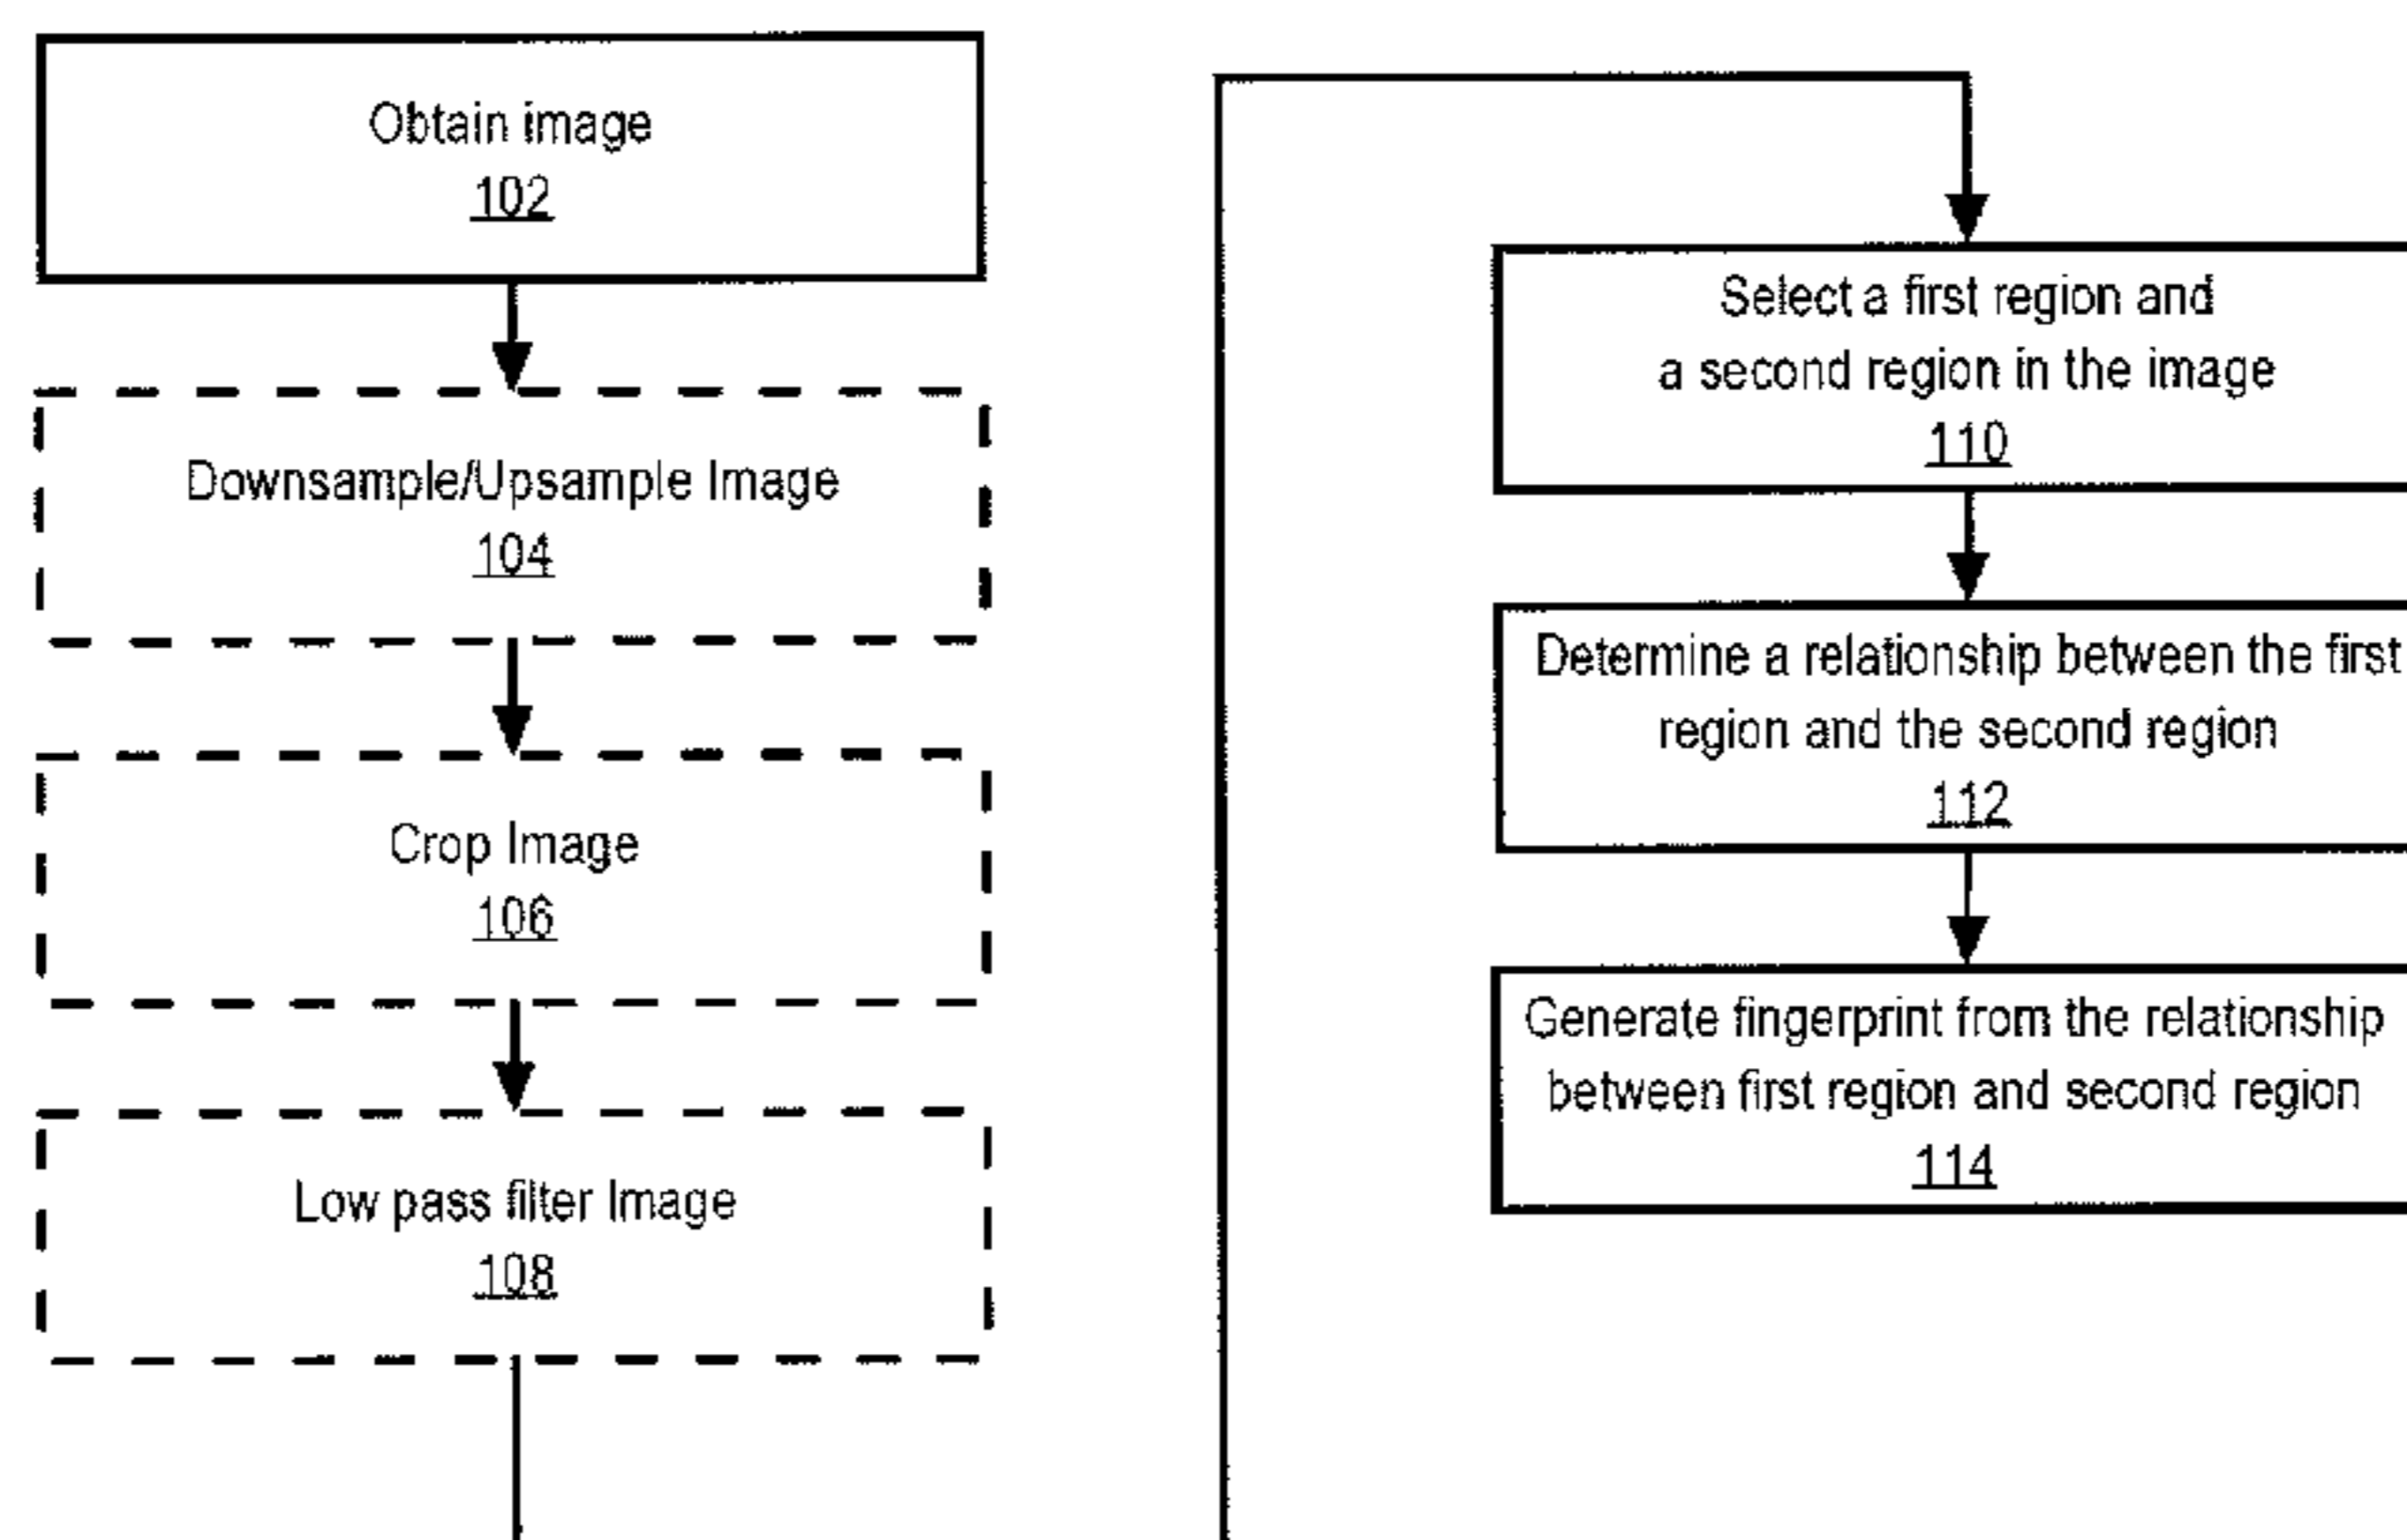 Obtain image
102
Downsample/Upsample Image
104
Crop Image
106
Low pass filter Image
108
Select a first region and
a second region in the image
110
Determine a relationship between the first
region and the second region
112
Generate fingerprint from the relationship
between first region and second region
114